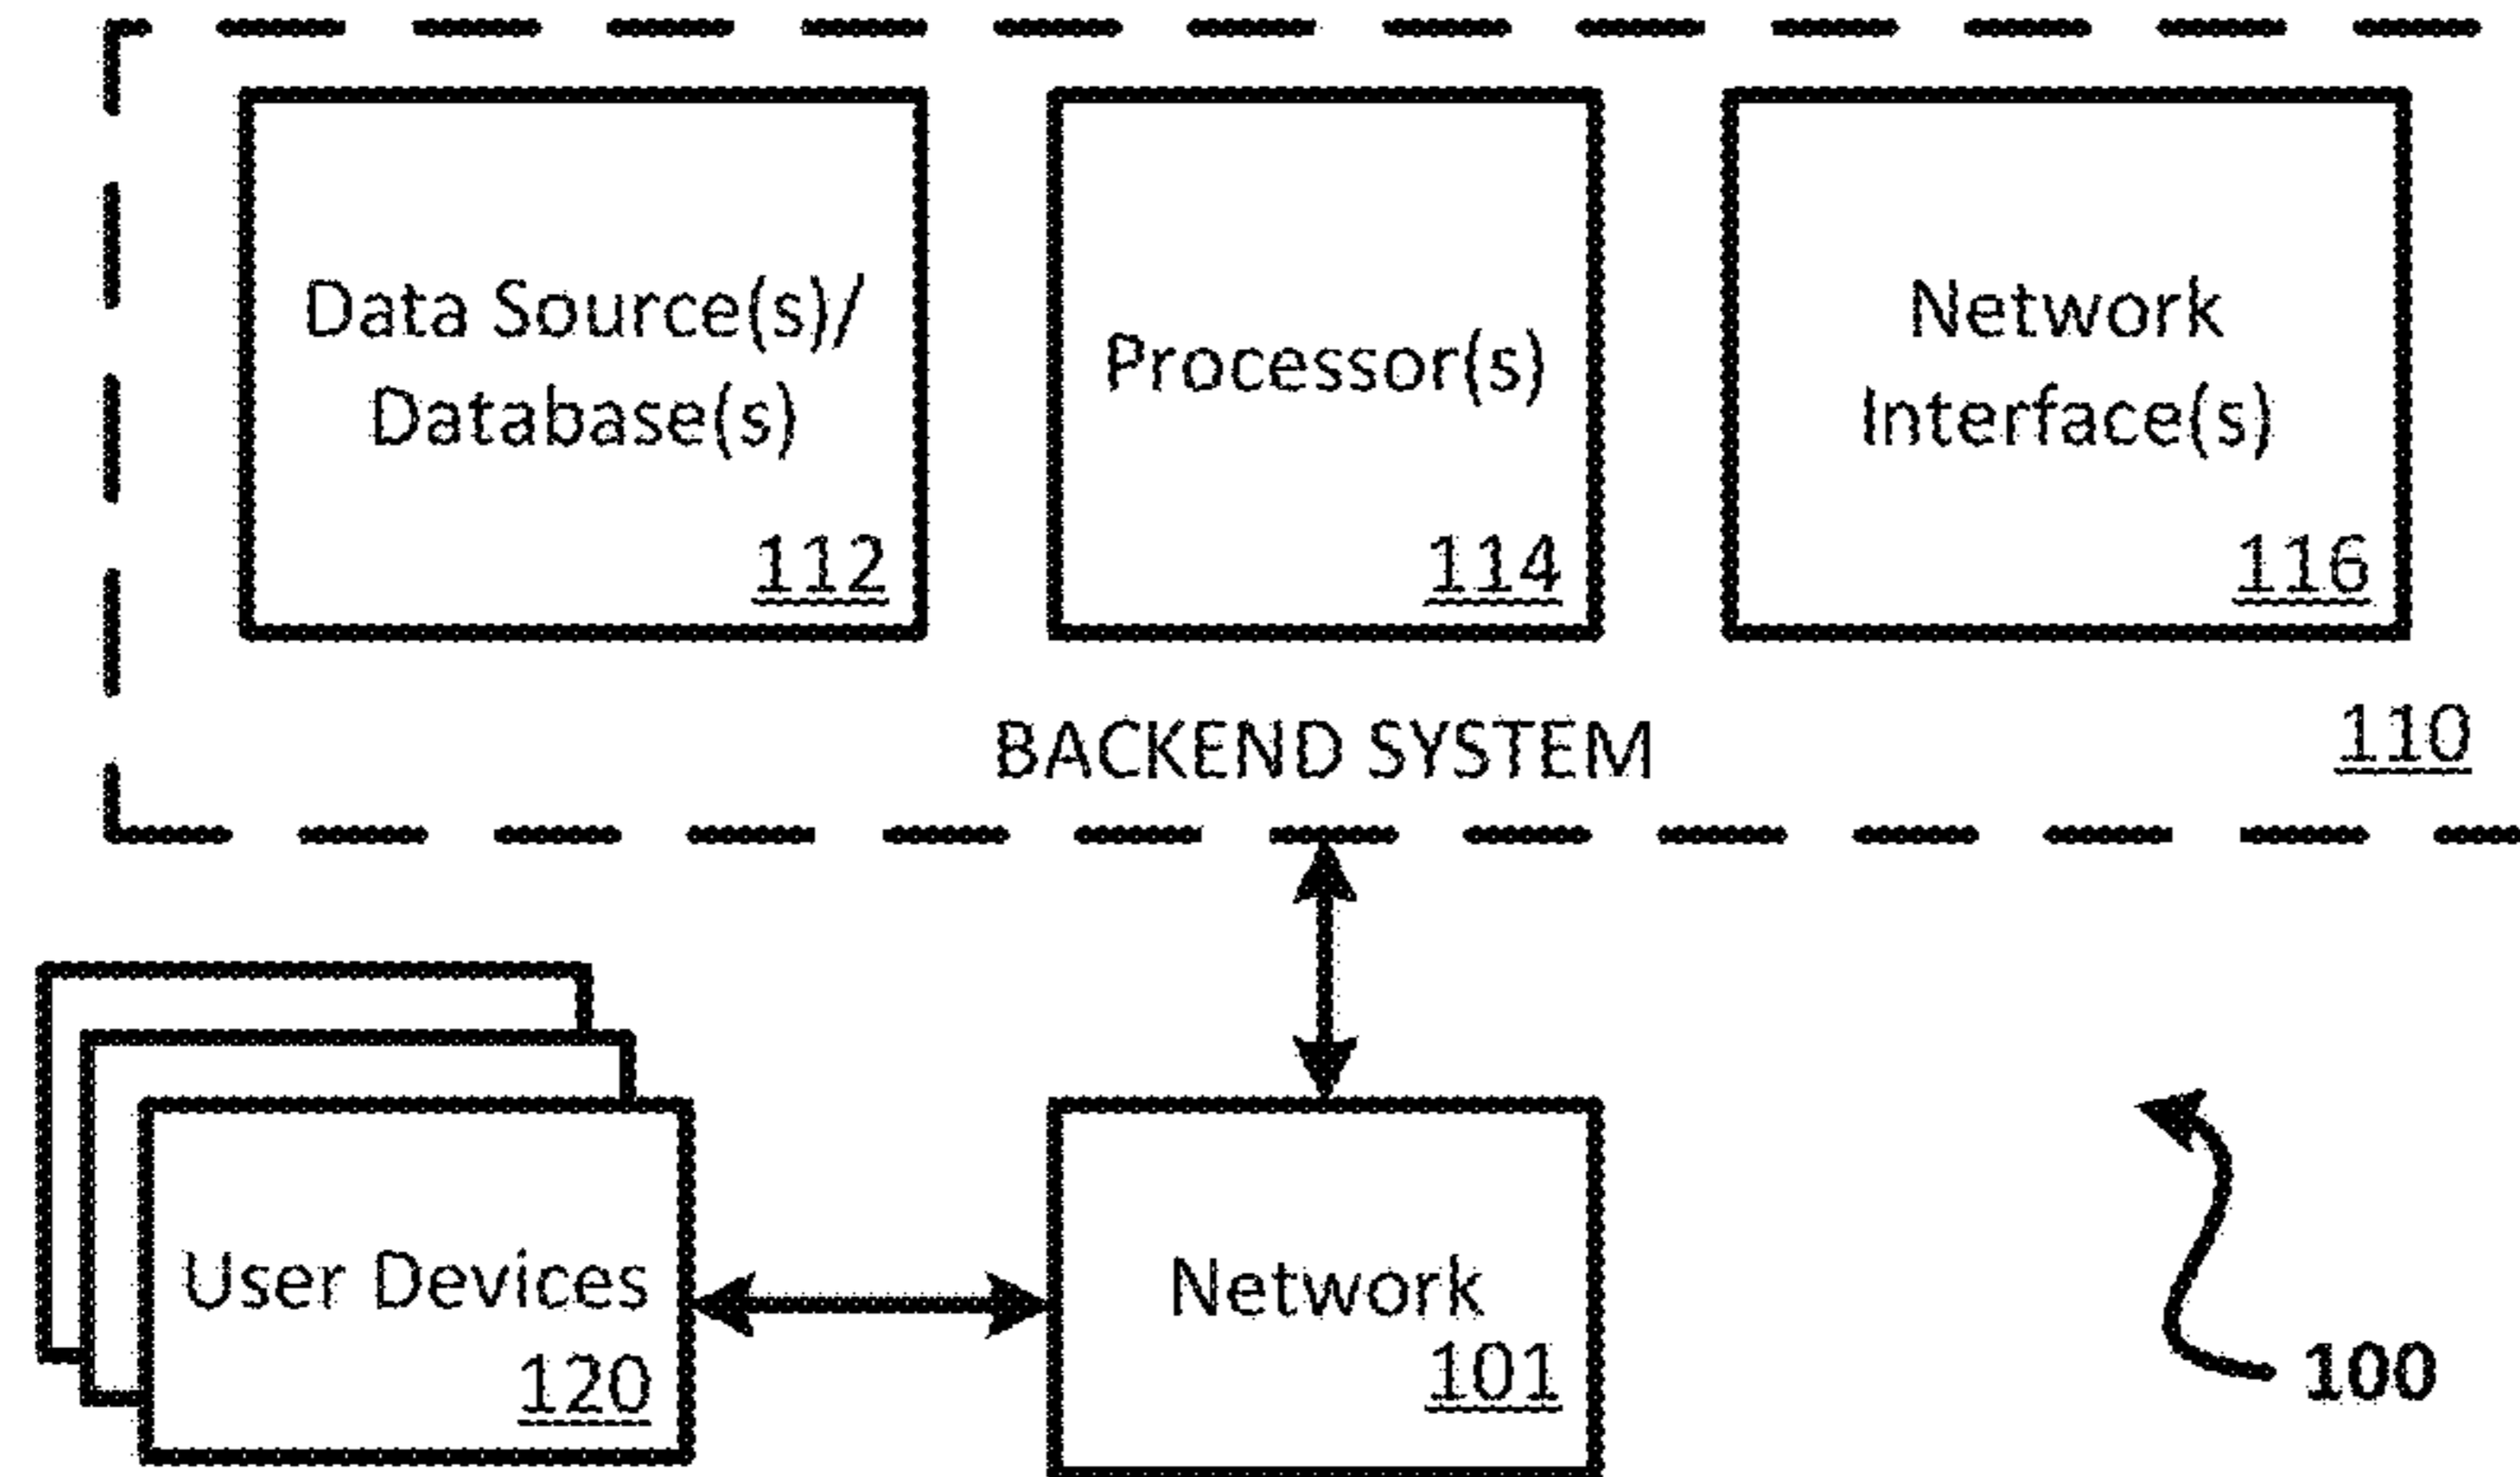 Data Source(s)/
Database(s)
112
Processor(s)
114
Network
Interface(s)
116
BACKEND SYSTEM
110
User Devices
120
Network
101
100